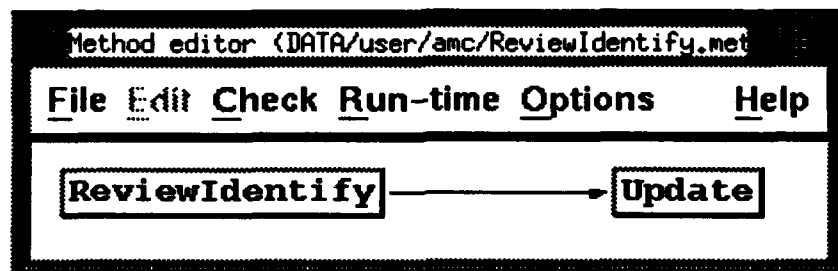 Method editor (DATA/user/amc/ReviewIdentify.met
File Edit Check Run-time Options Help
ReviewIdentify Update